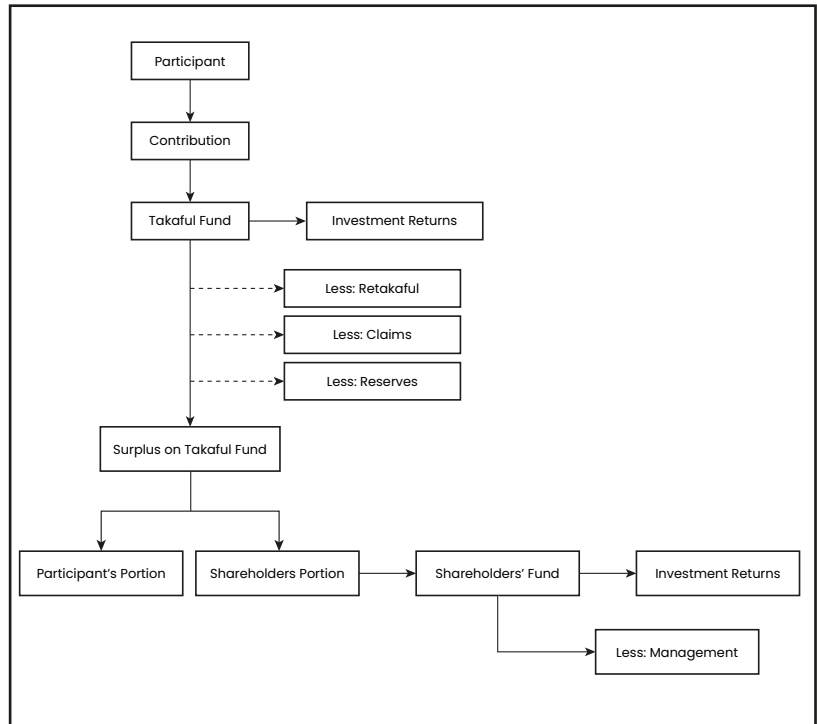 Participant
Contribution
Takaful Fund
Investment Returns
Less: Retakaful
Less: Claims
Less: Reserves
Surplus on Takaful Fund
Participant’s Portion
Shareholders Portion
Shareholders’ Fund
Investment Returns
Less: Management